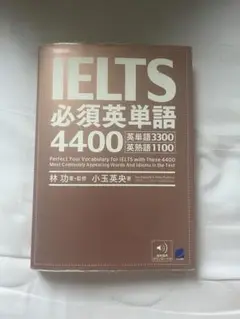 IELTS
必須英単語
4400
英単語3300
英熟語1100
Perfect Your Vocabulary for IELTS with These 4400
Most Commonly Appearing Words And Idioms in the Test
林 功 著・監修 小玉英央 著